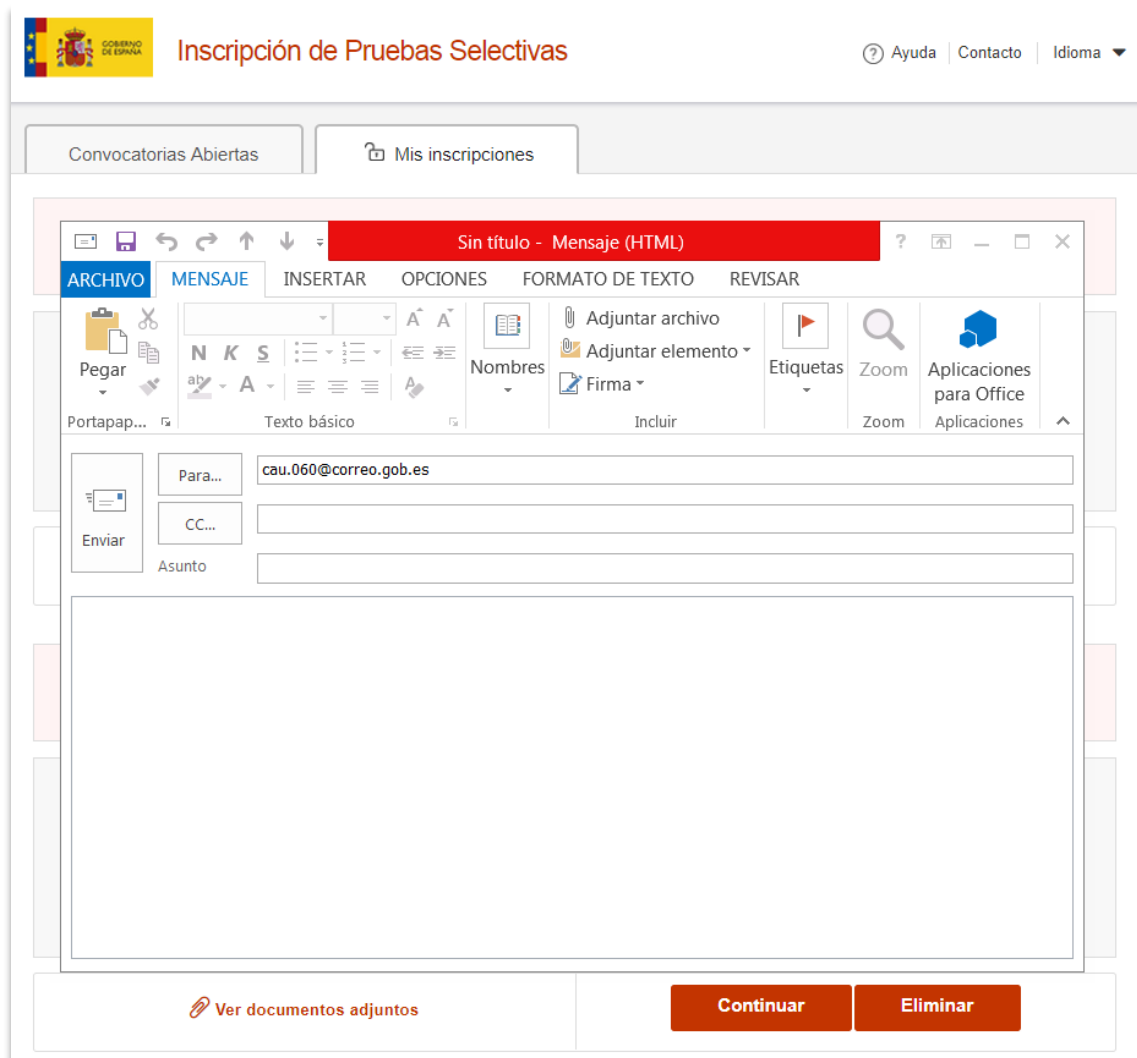 GOBIERNO
DE ESPAÑA
Inscripción de Pruebas Selectivas
? Ayuda Contacto Idioma
Convocatorias Abiertas Mis inscripciones
Sin título - Mensaje (HTML) ?
ARCHIVO MENSAJE INSERTAR OPCIONES FORMATO DE TEXTO REVISAR
Pegar
N K S
A A
aby A
Nombres
Adjuntar archivo
Adjuntar elemento
Firma
Etiquetas
Zoom
Aplicaciones
para Office
Portapap... Texto básico Incluir Zoom Aplicaciones
Enviar
Para... cau.060@correo.gob.es
CC...
Asunto
Ver documentos adjuntos Continuar Eliminar